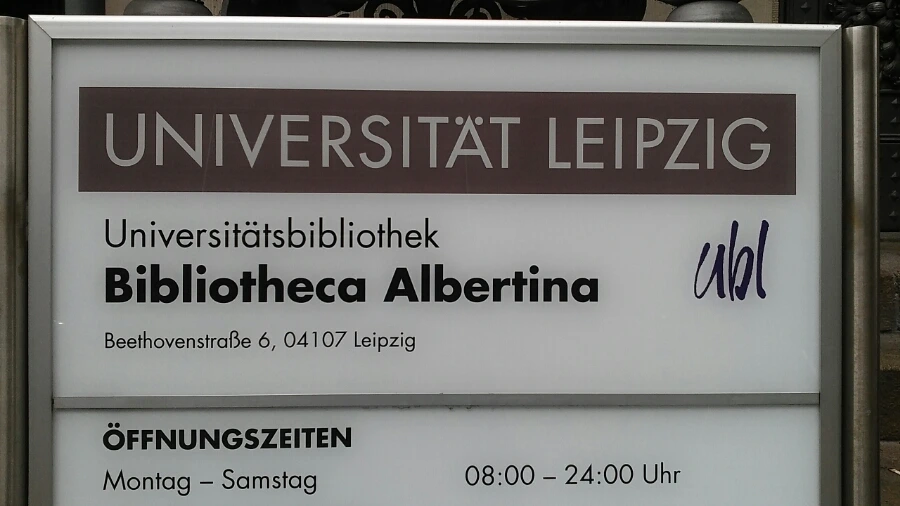 UNIVERSITÄT LEIPZIG
Universitätsbibliothek
Bibliotheca Albertina
ubl
Beethovenstraße 6, 04107 Leipzig
ÖFFNUNGSZEITEN
Montag – Samstag 08:00 – 24:00 Uhr